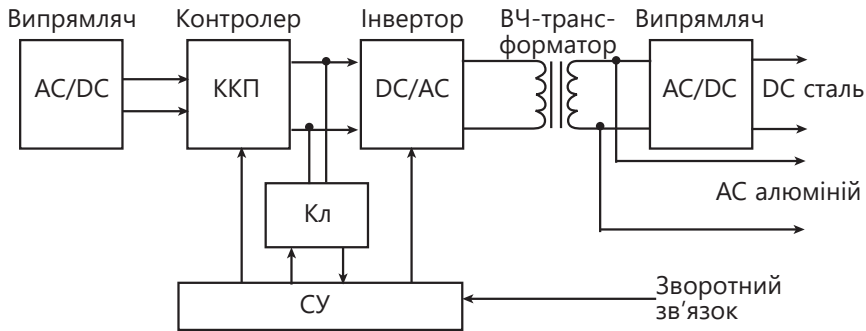 Випрямляч
Контролер
Інвертор
ВЧ-транс-
форматор
Випрямляч
AC/DC
ККП
DC/AC
AC/DC
DC сталь
AC алюміній
Кл
СУ
Зворотний
зв'язок